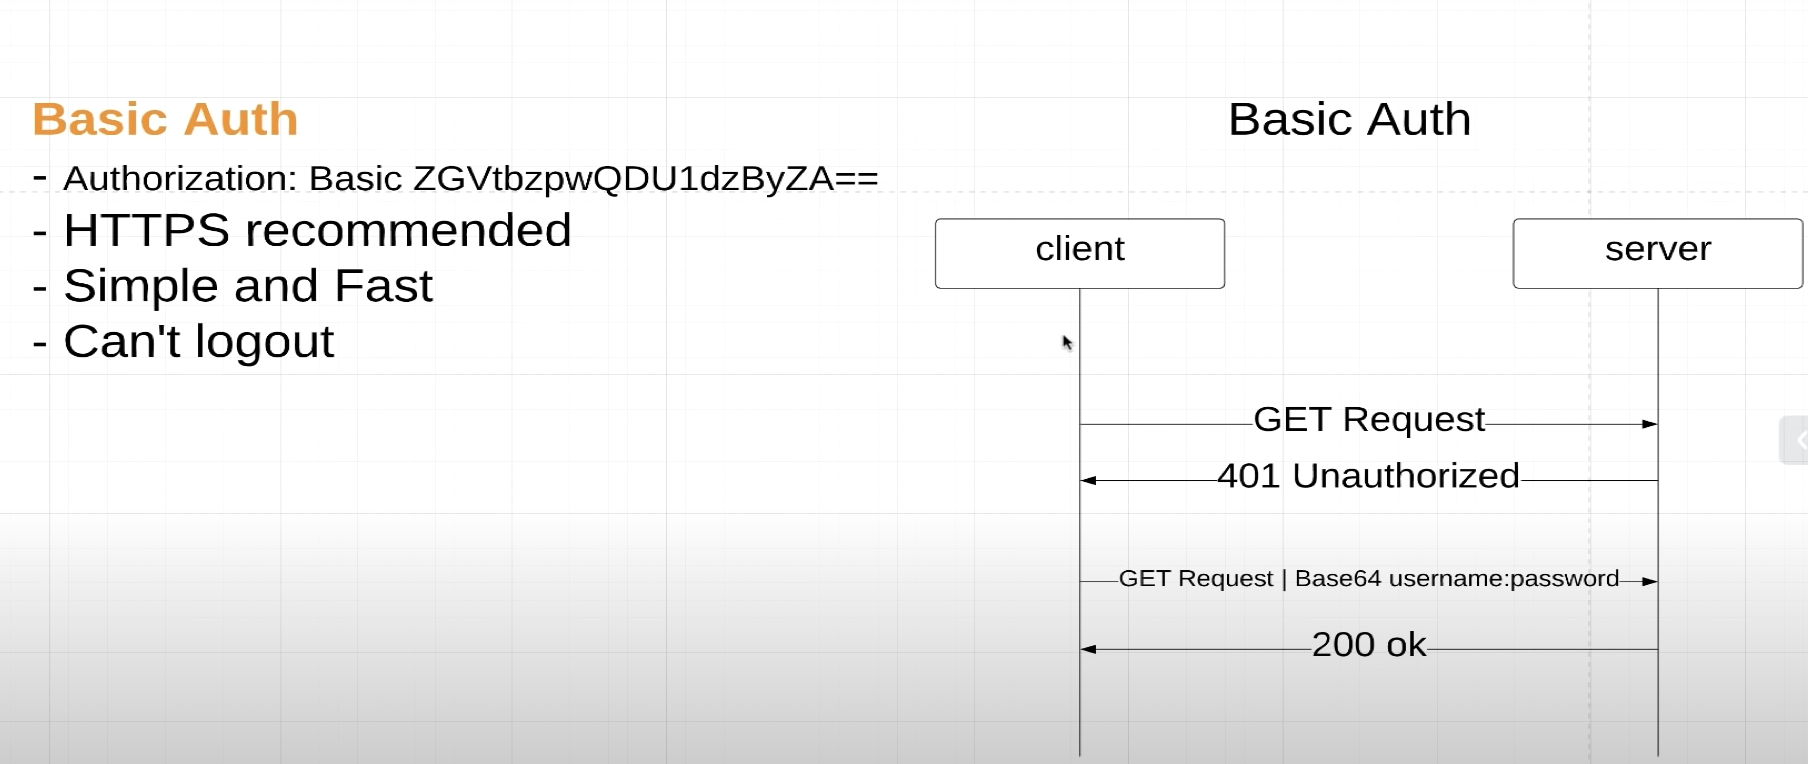 Basic Auth
- Authorization: Basic ZGVtbzpwQDU1dzByZA==
- HTTPS recommended
- Simple and Fast
- Can't logout
Basic Auth
client
server
GET Request
401 Unauthorized
GET Request | Base64 username:password
200 ok